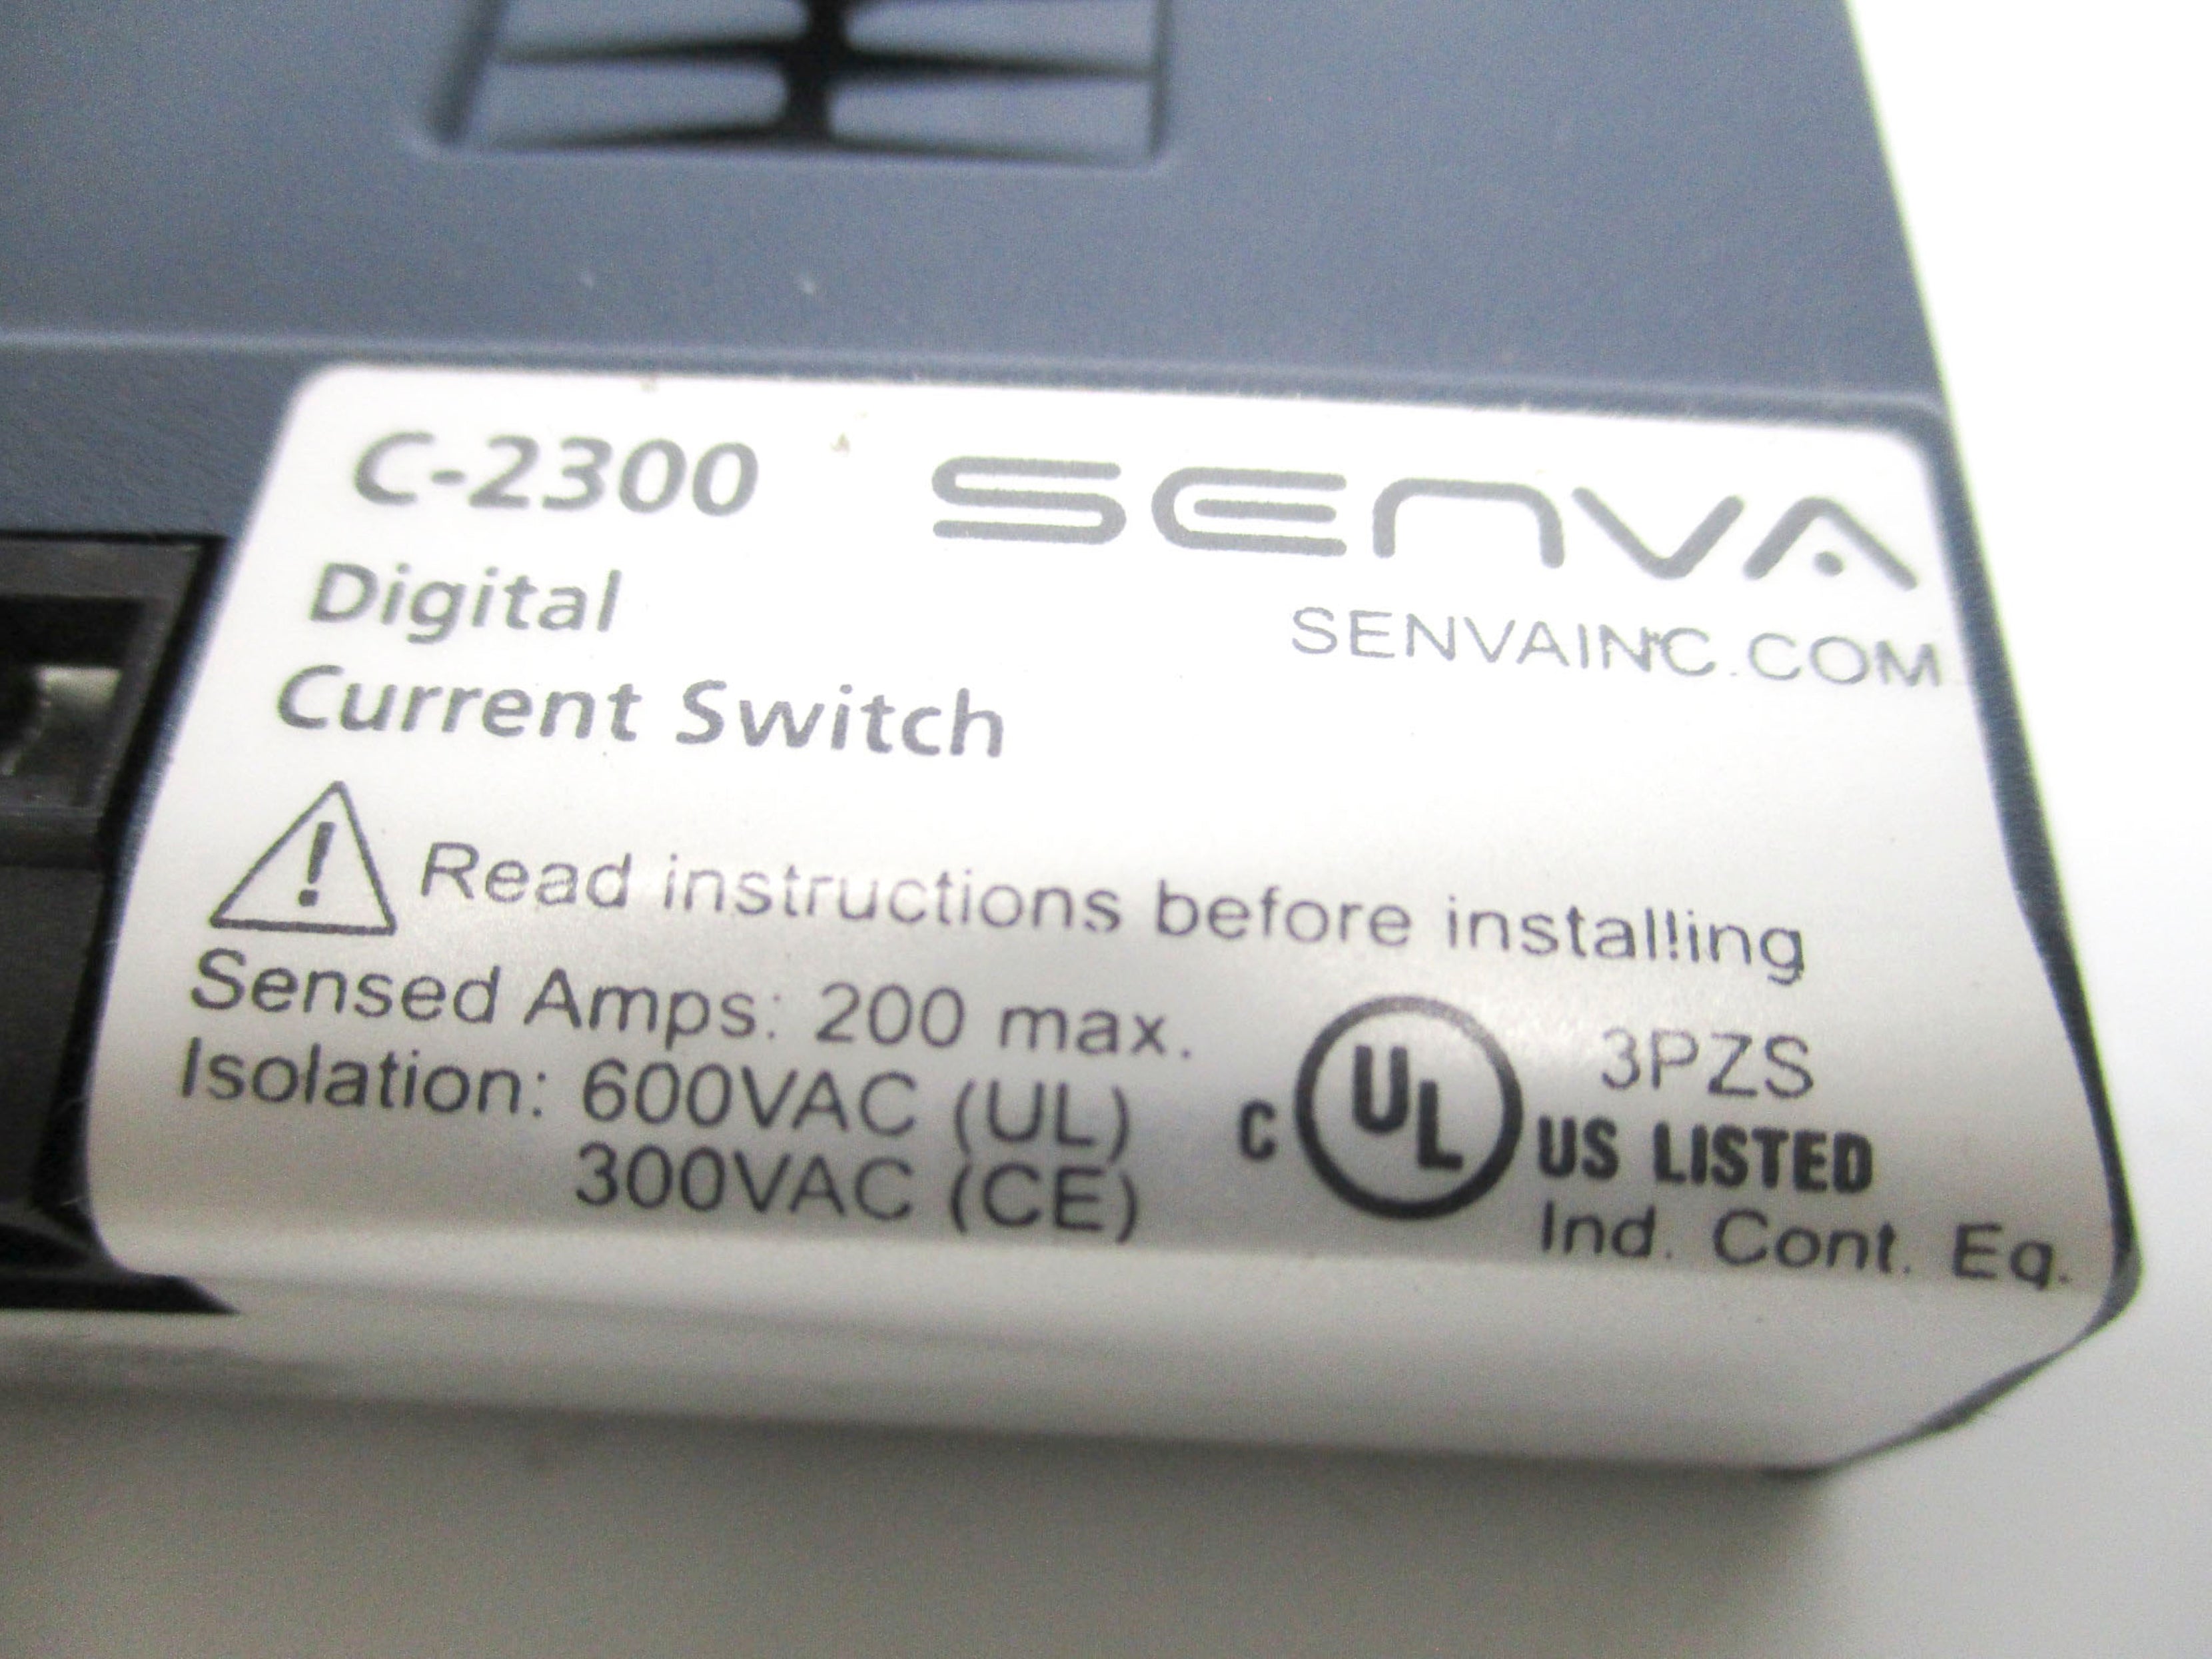 C-2300
SENVA
Digital
SENVAINC.COM
Current Switch
! Read instructions before installing
Sensed Amps: 200 max.
Isolation: 600VAC (UL)
300VAC (CE)
C UL US LISTED
3PZS
Ind. Cont. Eq.